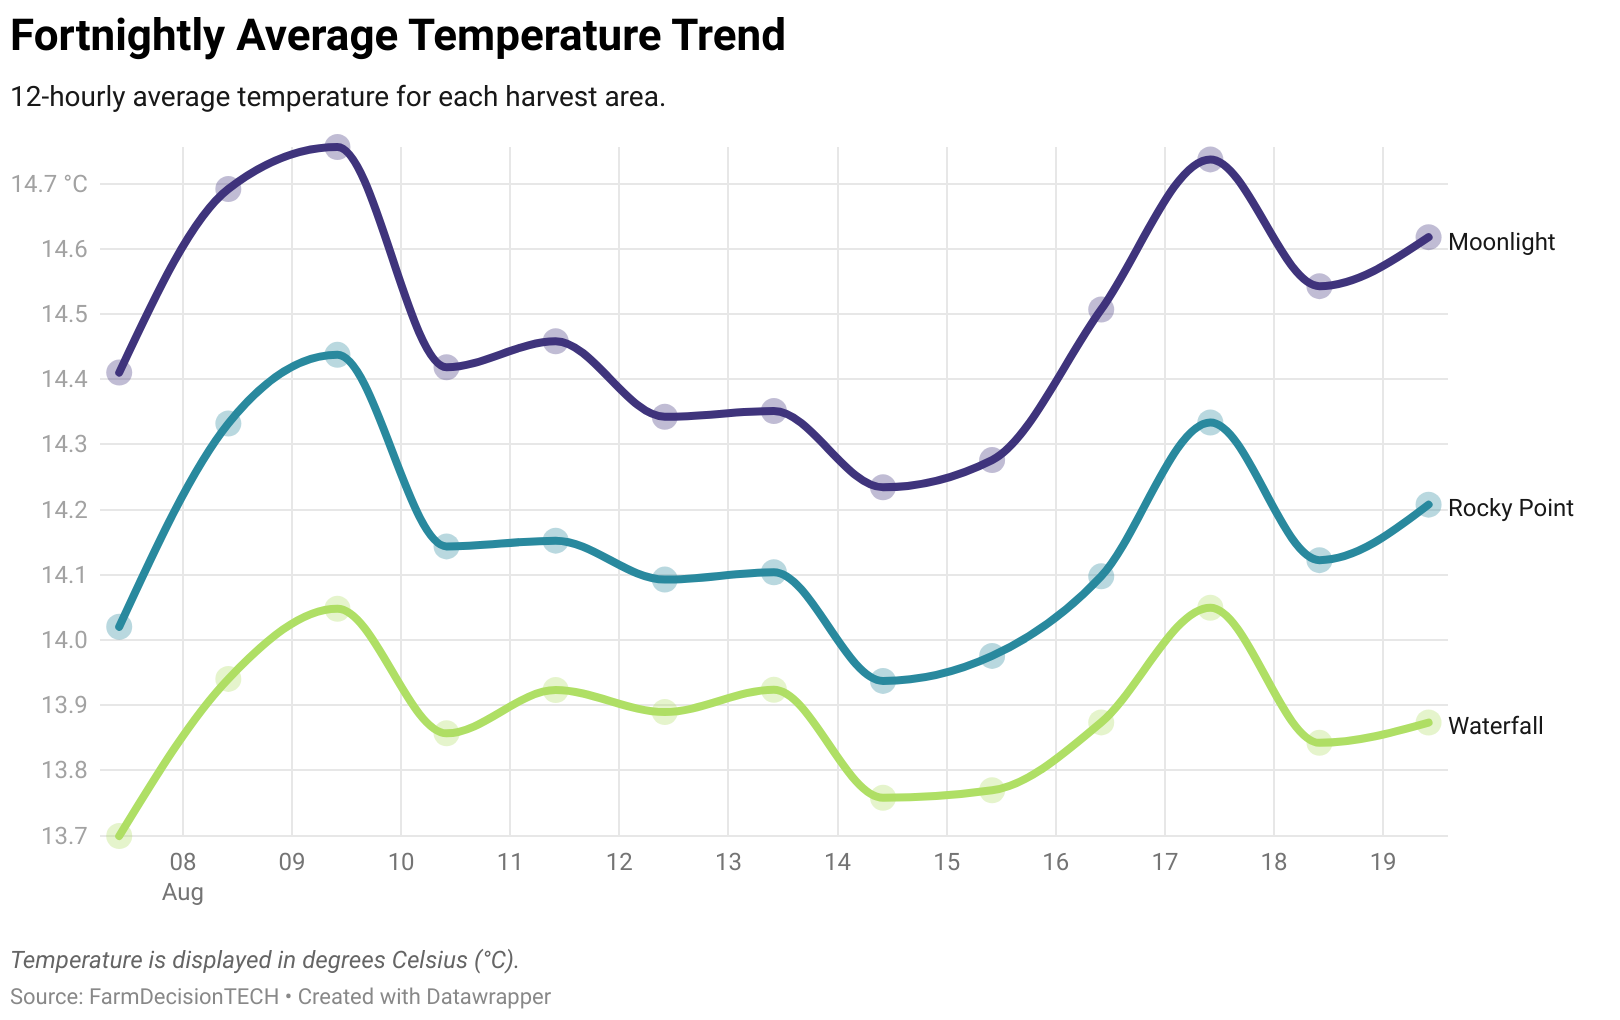 Fortnightly Average Temperature Trend
12-hourly average temperature for each harvest area.
14.7 °C
14.6
14.5
14.4
14.3
14.2
14.1
14.0
13.9
13.8
13.7
Moonlight
Rocky Point
Waterfall
08 09 10 11 12 13 14 15 16 17 18 19
Aug
Temperature is displayed in degrees Celsius (°C).
Source: FarmDecisionTECH • Created with Datawrapper